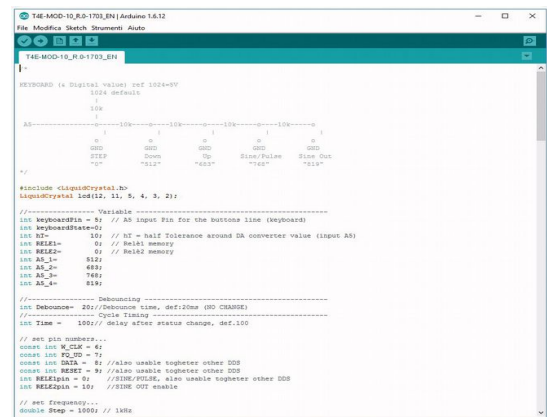 T4E-MOD-10_R.0-1703_EN | Arduino 1.6.12
File Modifica Sketch Strumenti Aiuto
T4E-MOD-10_R.0-1703_EN
/*
KEYBOARD (& Digital value) ref 1024=5V
1024 default
|
10k
|
A5---------------o-----10k----o----10k-----o----10k-----o----10k-----o
| | | | |
o o o o o
GND GND GND GND GND
STEP Down Up Sine/Pulse Sine Out
"0" "512" "683" "768" "819"
*/
#include <LiquidCrystal.h>
LiquidCrystal lcd(12, 11, 5, 4, 3, 2);
//---------------- Variable ----------------------------------------------
int keyboardPin = 5; // A5 input Pin for the buttons line (keyboard)
int keyboardState=0;
int hT= 10; // hT = half Tolerance around DA converter value (input A5)
int RELE1= 0; // Relè1 memory
int RELE2= 0; // Relè2 memory
int A5_1= 512;
int A5_2= 683;
int A5_3= 768;
int A5_4= 819;
//---------------- Debouncing --------------------------------------------
int Debounce= 20;//Debounce time, def:20ms (NO CHANGE)
//---------------- Cycle Timing ------------------------------------------
int Time = 100;// delay after status change, def.100
// set pin numbers...
const int W_CLK = 6;
const int FQ_UD = 7;
const int DATA = 8; //also usable togheter other DDS
const int RESET = 9; //also usable togheter other DDS
int RELE1pin = 0; //SINE/PULSE, also usable togheter other DDS
int RELE2pin = 10; //SINE OUT enable
// set frequency...
double Step = 1000; // 1kHz